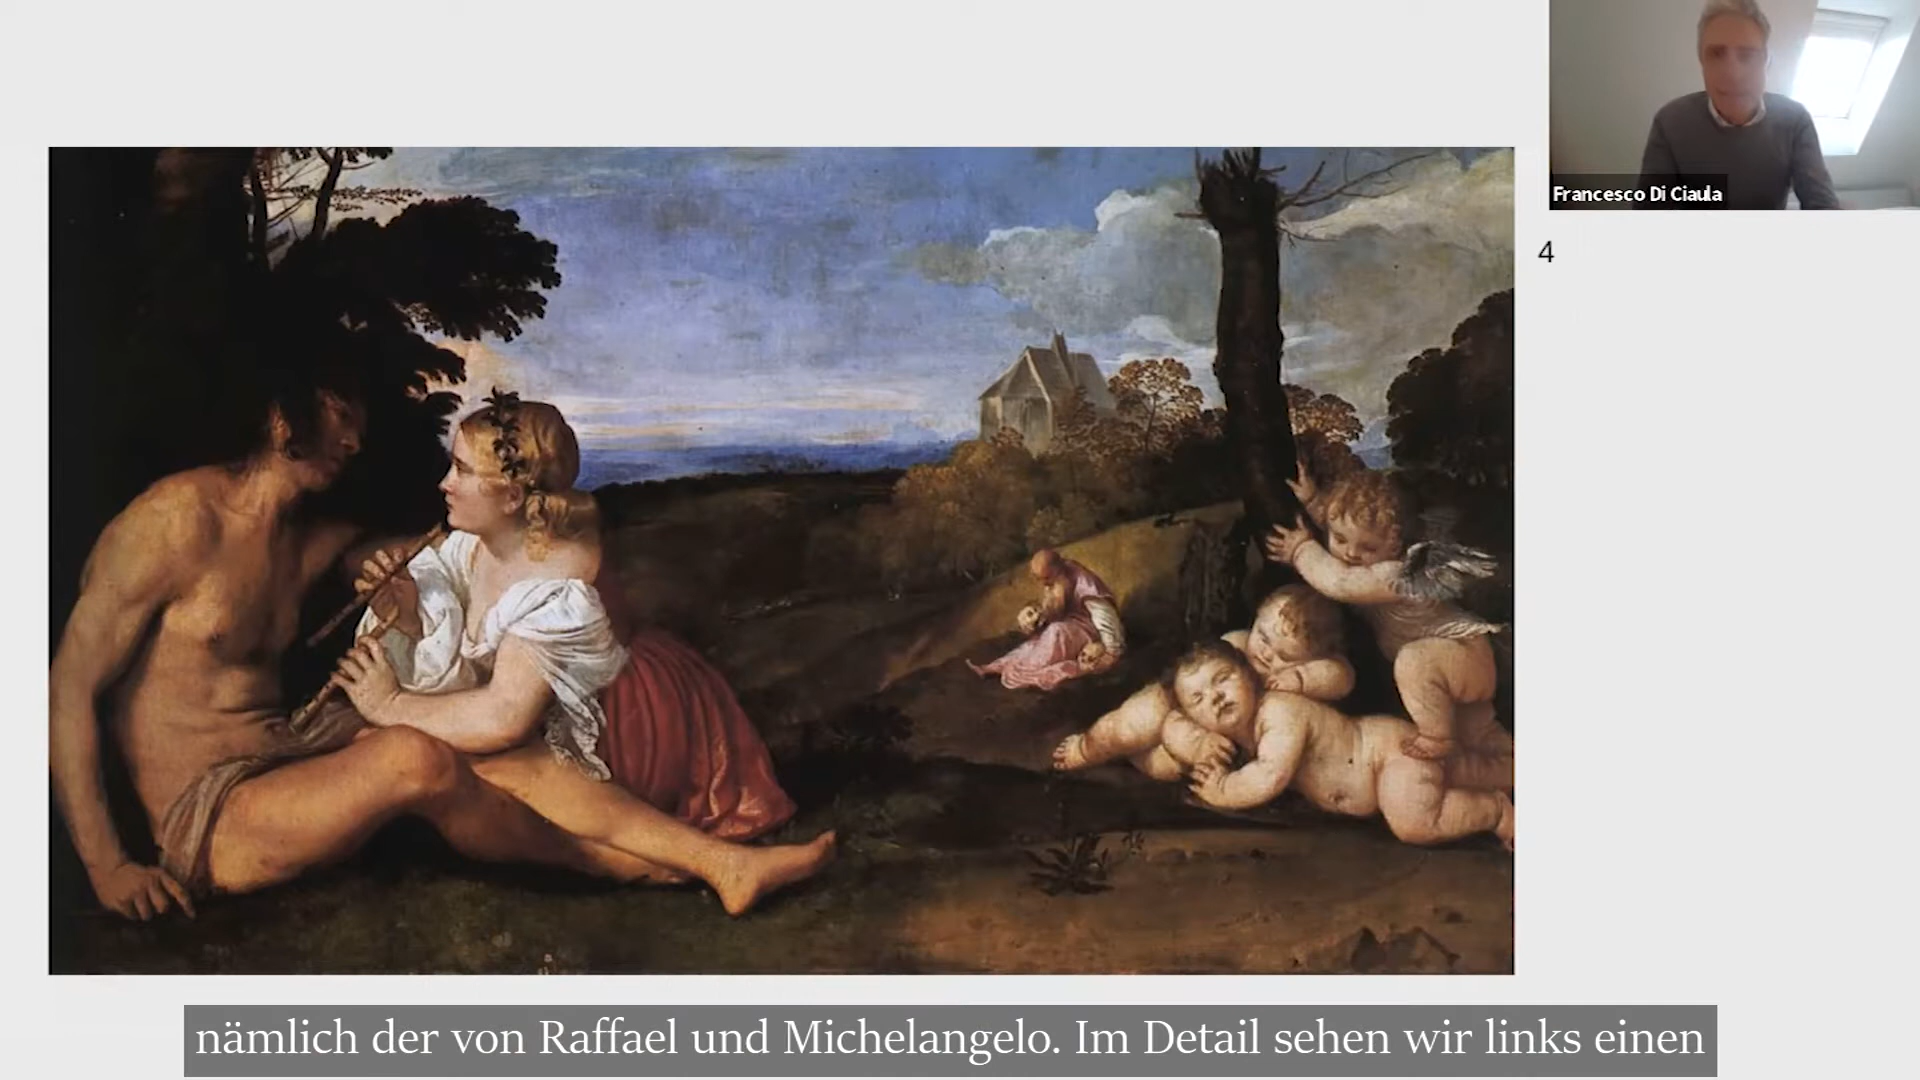 Francesco Di Ciaula
4
nämlich der von Raffael und Michelangelo. Im Detail sehen wir links einen